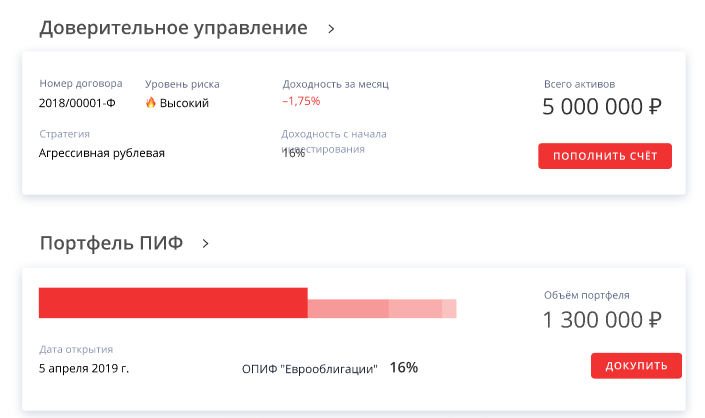 Доверительное управление >
Номер договора
Уровень риска
Доходность за месяц
Всего активов
2018/00001-Ф
Высокий
–1,75%
5 000 000 ₽
Стратегия
Доходность с начала
инвестирования
Агрессивная рублевая
16%
ПОПОЛНИТЬ СЧЁТ
Портфель ПИФ >
Объём портфеля
1 300 000 ₽
Дата открытия
5 апреля 2019 г.
ОПИФ "Еврооблигации" 16%
ДОКУПИТЬ